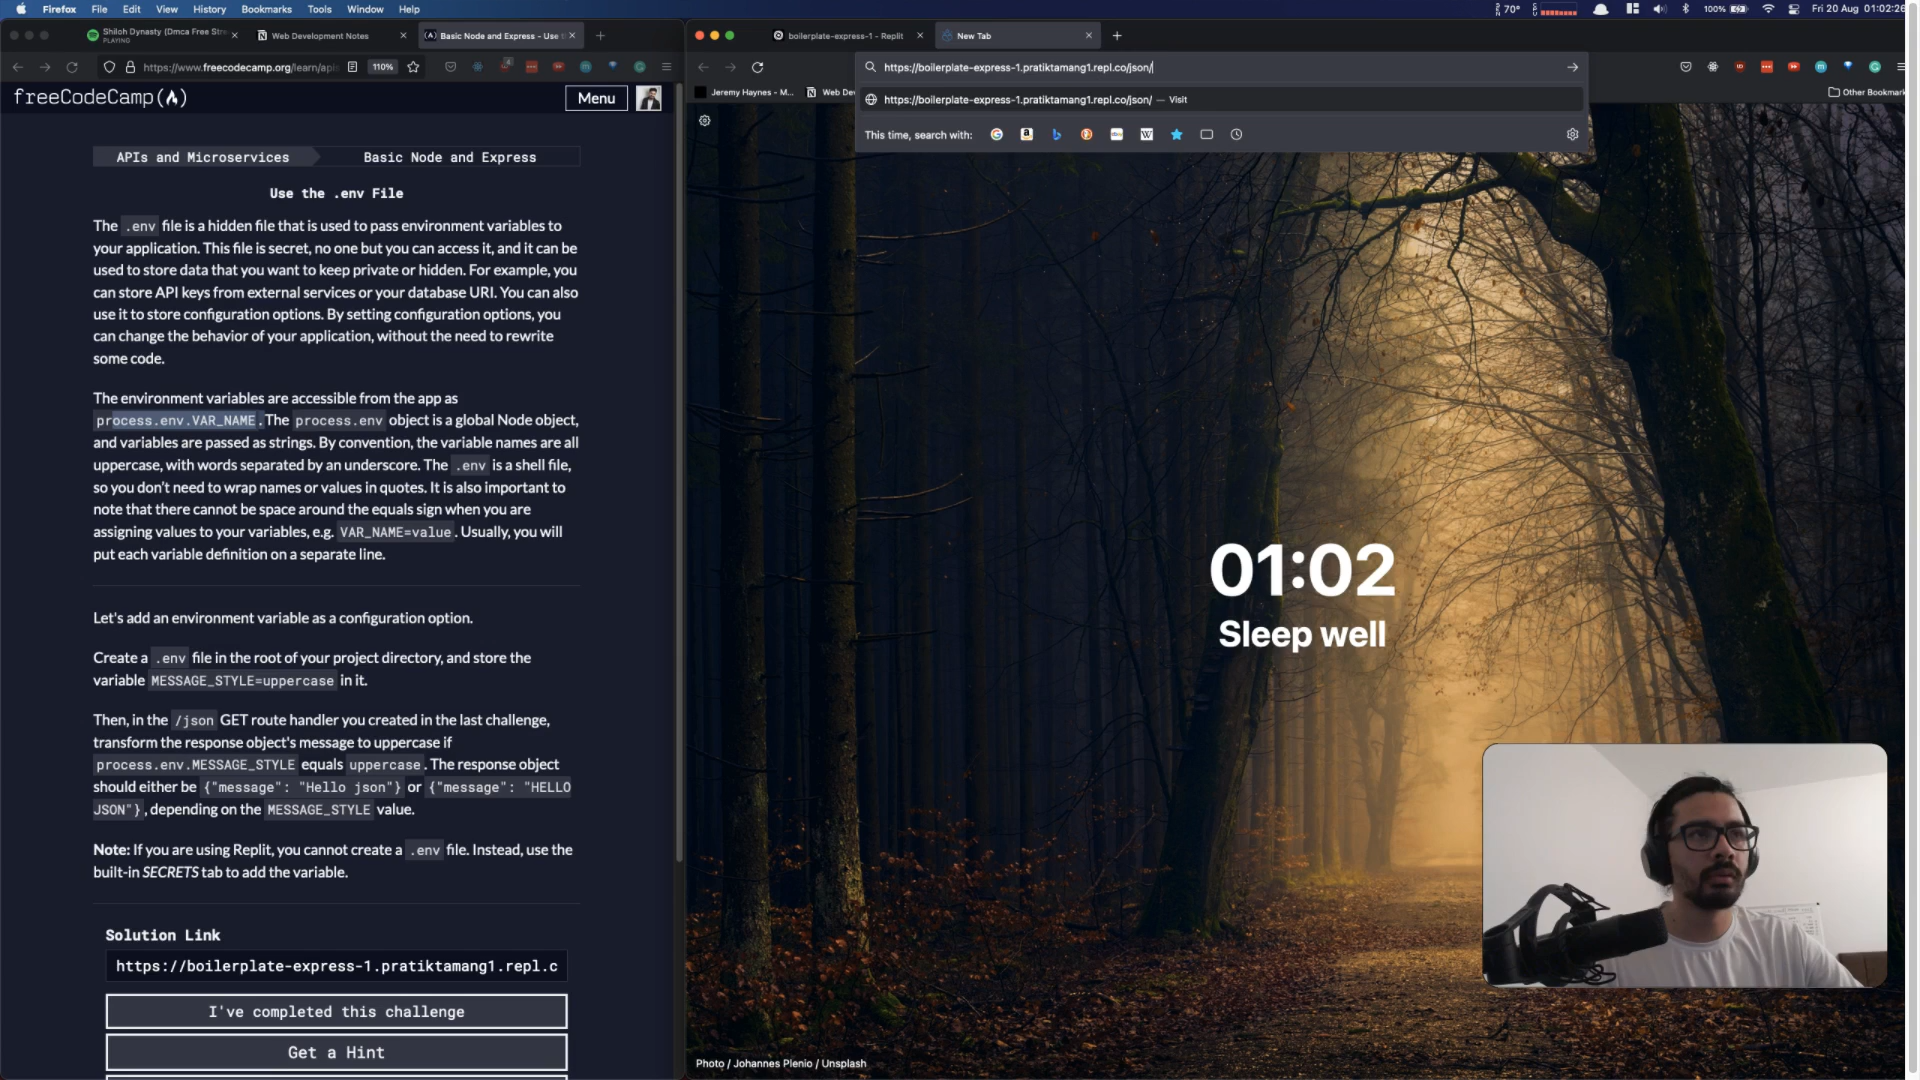 Firefox File Edit View History Bookmarks Tools Window Help
70° 100% Fri 20 Aug 01:02:26
Shiloh Dynasty (Dmca Free Str
PLAYING
Web Development Notes
Basic Node and Express - Use t
https://www.freecodecamp.org/learn/apis
110%
freeCodeCamp
Menu
APIs and Microservices
Basic Node and Express
Use the .env File
The .env file is a hidden file that is used to pass environment variables to
your application. This file is secret, no one but you can access it, and it can be
used to store data that you want to keep private or hidden. For example, you
can store API keys from external services or your database URI. You can also
use it to store configuration options. By setting configuration options, you
can change the behavior of your application, without the need to rewrite
some code.
The environment variables are accessible from the app as
process.env.VAR_NAME. The process.env object is a global Node object,
and variables are passed as strings. By convention, the variable names are all
uppercase, with words separated by an underscore. The .env is a shell file,
so you don't need to wrap names or values in quotes. It is also important to
note that there cannot be space around the equals sign when you are
assigning values to your variables, e.g. VAR_NAME=value. Usually, you will
put each variable definition on a separate line.
Let's add an environment variable as a configuration option.
Create a .env file in the root of your project directory, and store the
variable MESSAGE_STYLE=uppercase in it.
Then, in the /json GET route handler you created in the last challenge,
transform the response object's message to uppercase if
process.env.MESSAGE_STYLE equals uppercase. The response object
should either be {"message": "Hello json"} or {"message": "HELLO
JSON"}, depending on the MESSAGE_STYLE value.
Note: If you are using Replit, you cannot create a .env file. Instead, use the
built-in SECRETS tab to add the variable.
Solution Link
https://boilerplate-express-1.pratiktamang1.repl.c
I've completed this challenge
Get a Hint
boilerplate-express-1 - Replit
New Tab
https://boilerplate-express-1.pratiktamang1.repl.co/json/
Jeremy Haynes - M...
Web Dev
Other Bookmark
https://boilerplate-express-1.pratiktamang1.repl.co/json/ — Visit
This time, search with:
01:02
Sleep well
Photo / Johannes Plenio / Unsplash